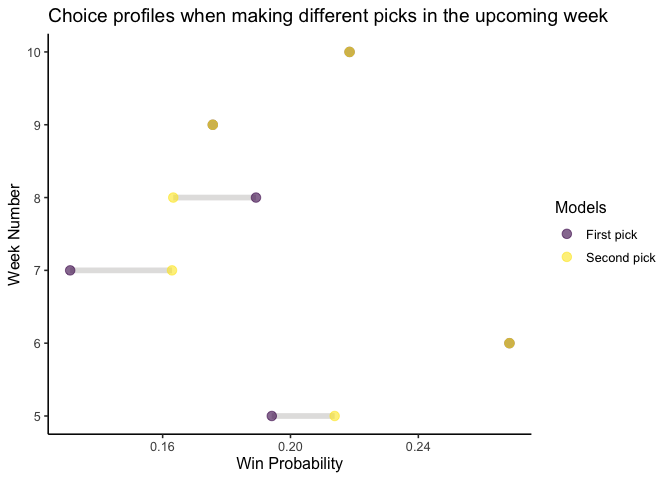 Choice profiles when making different picks in the upcoming week
10
9
8
7
6
5
Week Number
0.16
0.20
0.24
Win Probability
Models
First pick
Second pick